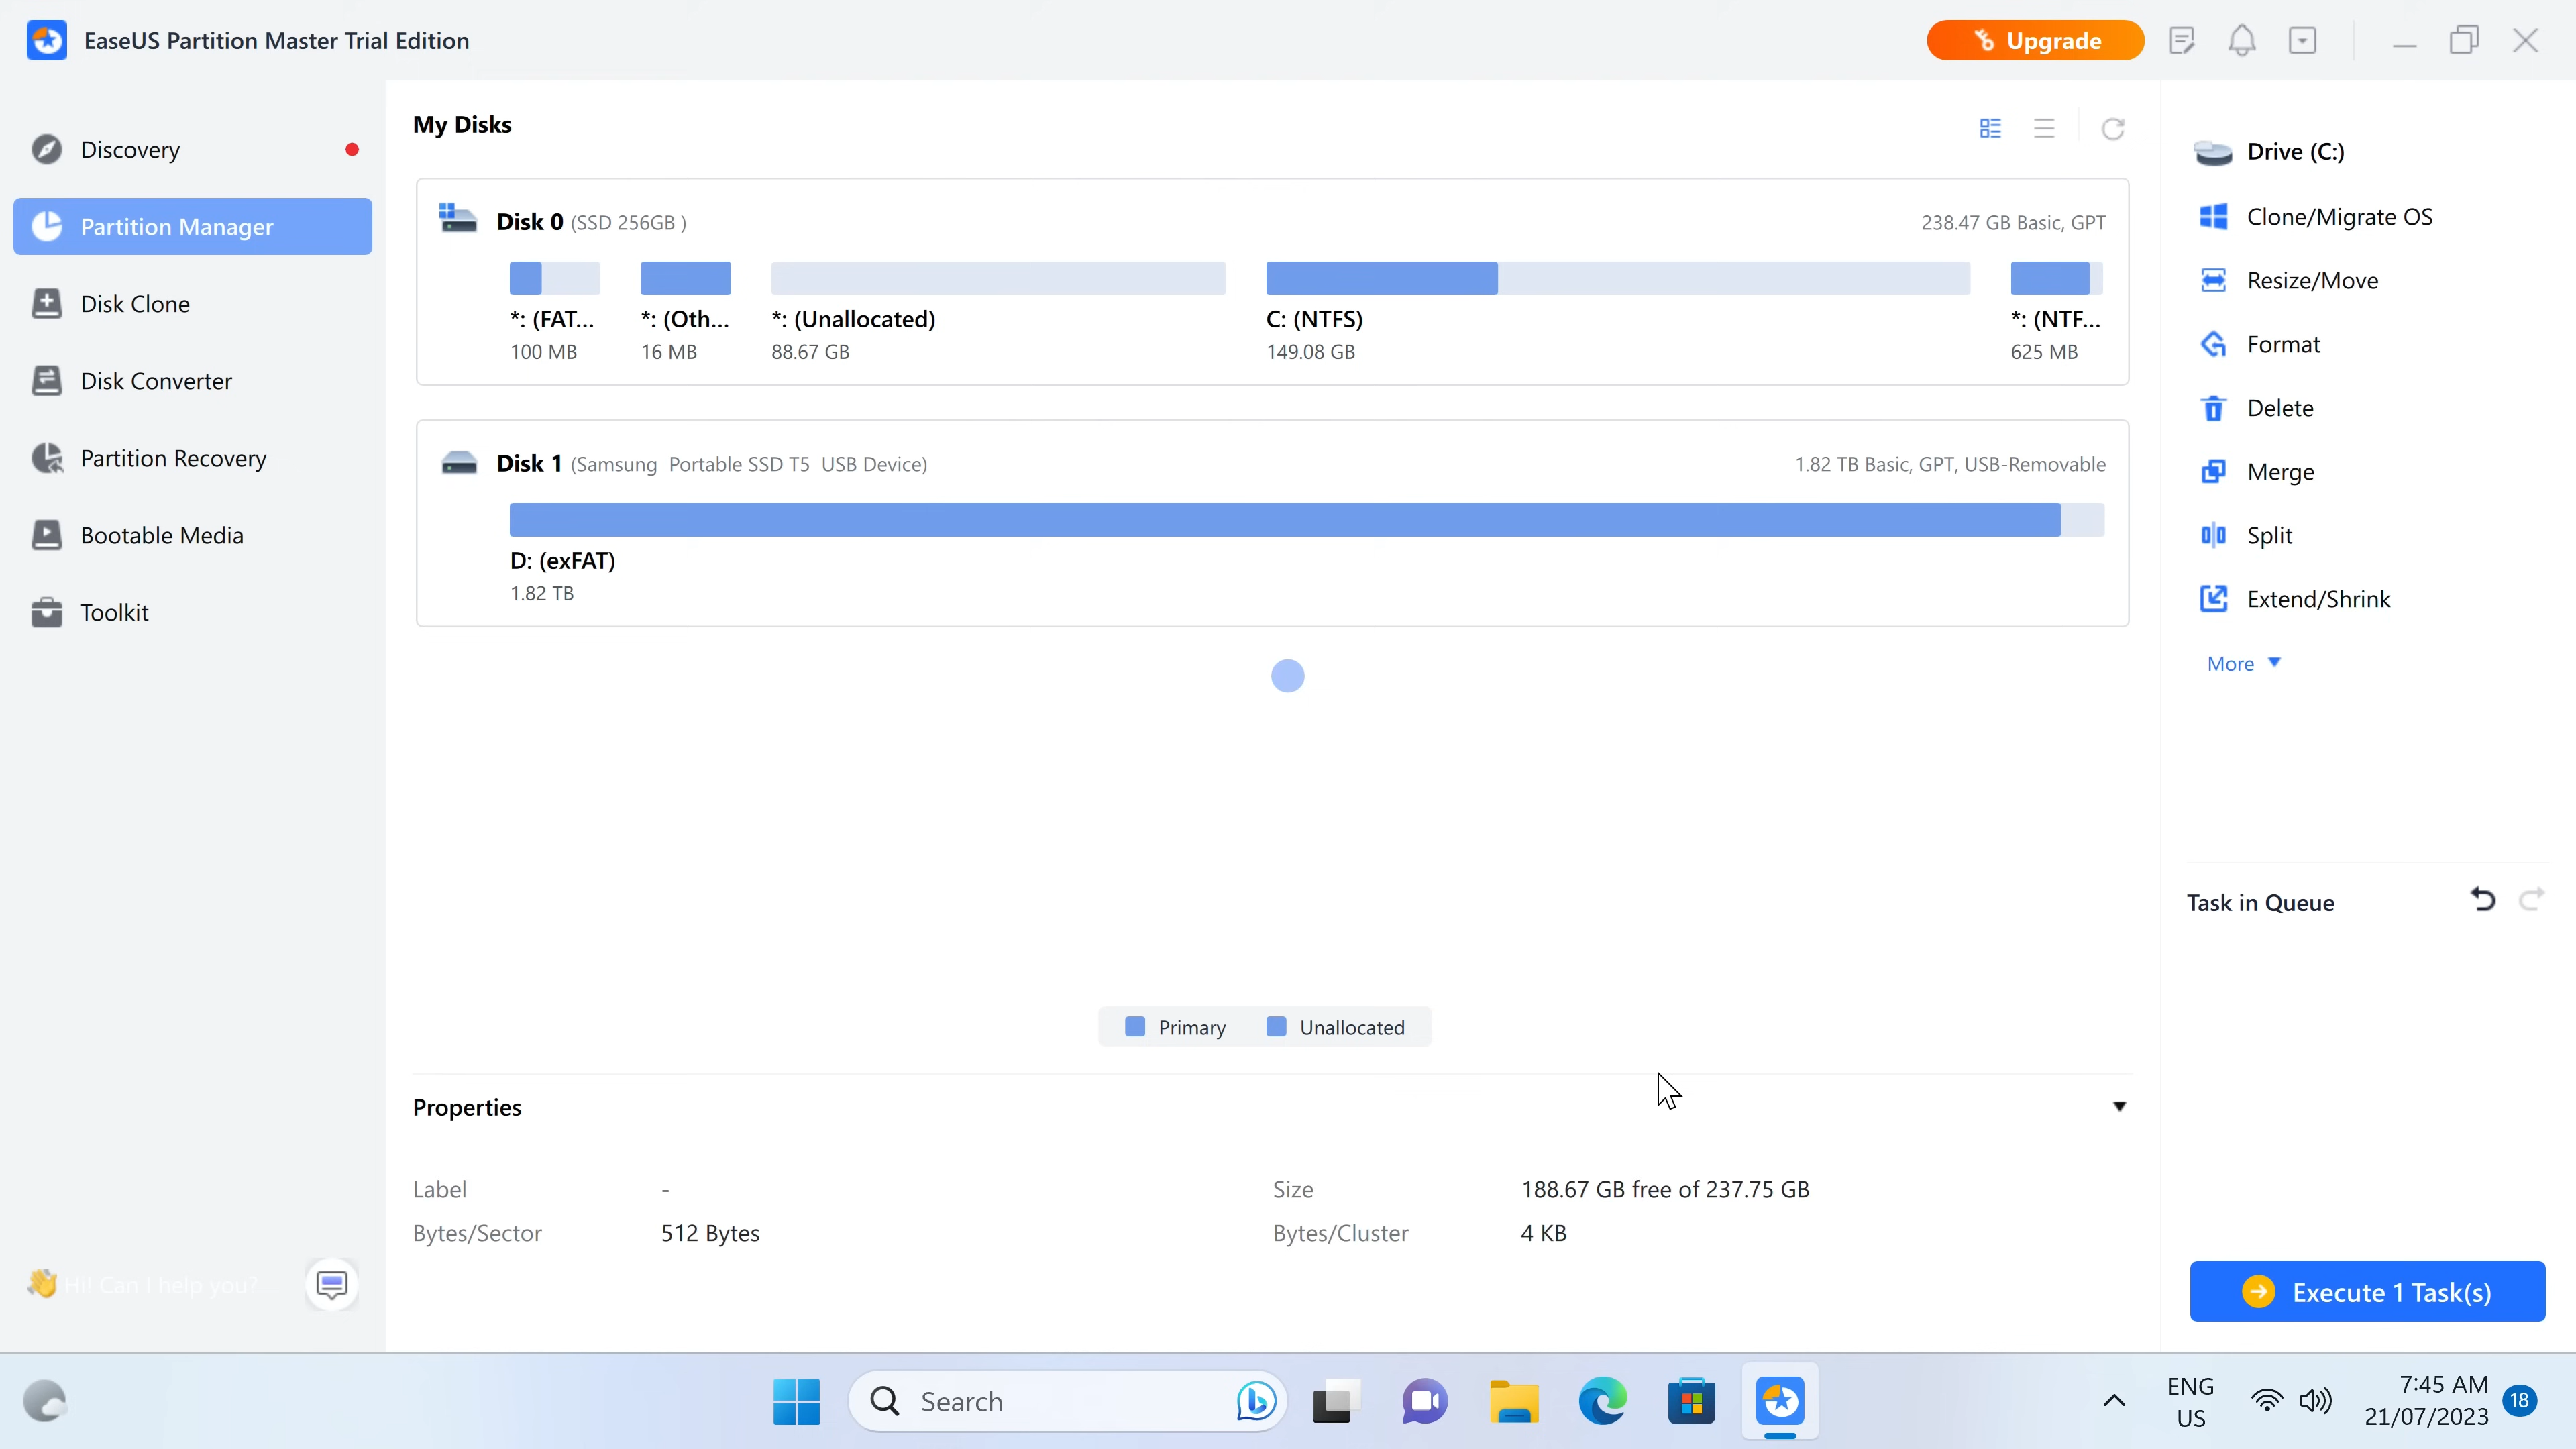 EaseUS Partition Master Trial Edition
Upgrade
Discovery
Partition Manager
Disk Clone
Disk Converter
Partition Recovery
Bootable Media
Toolkit
Hi! Can I help you?
My Disks
Disk 0 (SSD 256GB )
238.47 GB Basic, GPT
*: (FAT...
100 MB
*: (Oth...
16 MB
*: (Unallocated)
88.67 GB
C: (NTFS)
149.08 GB
*: (NTF...
625 MB
Disk 1 (Samsung Portable SSD T5 USB Device)
1.82 TB Basic, GPT, USB-Removable
D: (exFAT)
1.82 TB
Primary
Unallocated
Properties
Label -
Size 188.67 GB free of 237.75 GB
Bytes/Sector 512 Bytes
Bytes/Cluster 4 KB
Drive (C:)
Clone/Migrate OS
Resize/Move
Format
Delete
Merge
Split
Extend/Shrink
More
Task in Queue
Execute 1 Task(s)
Search
ENG
US
7:45 AM
21/07/2023
18